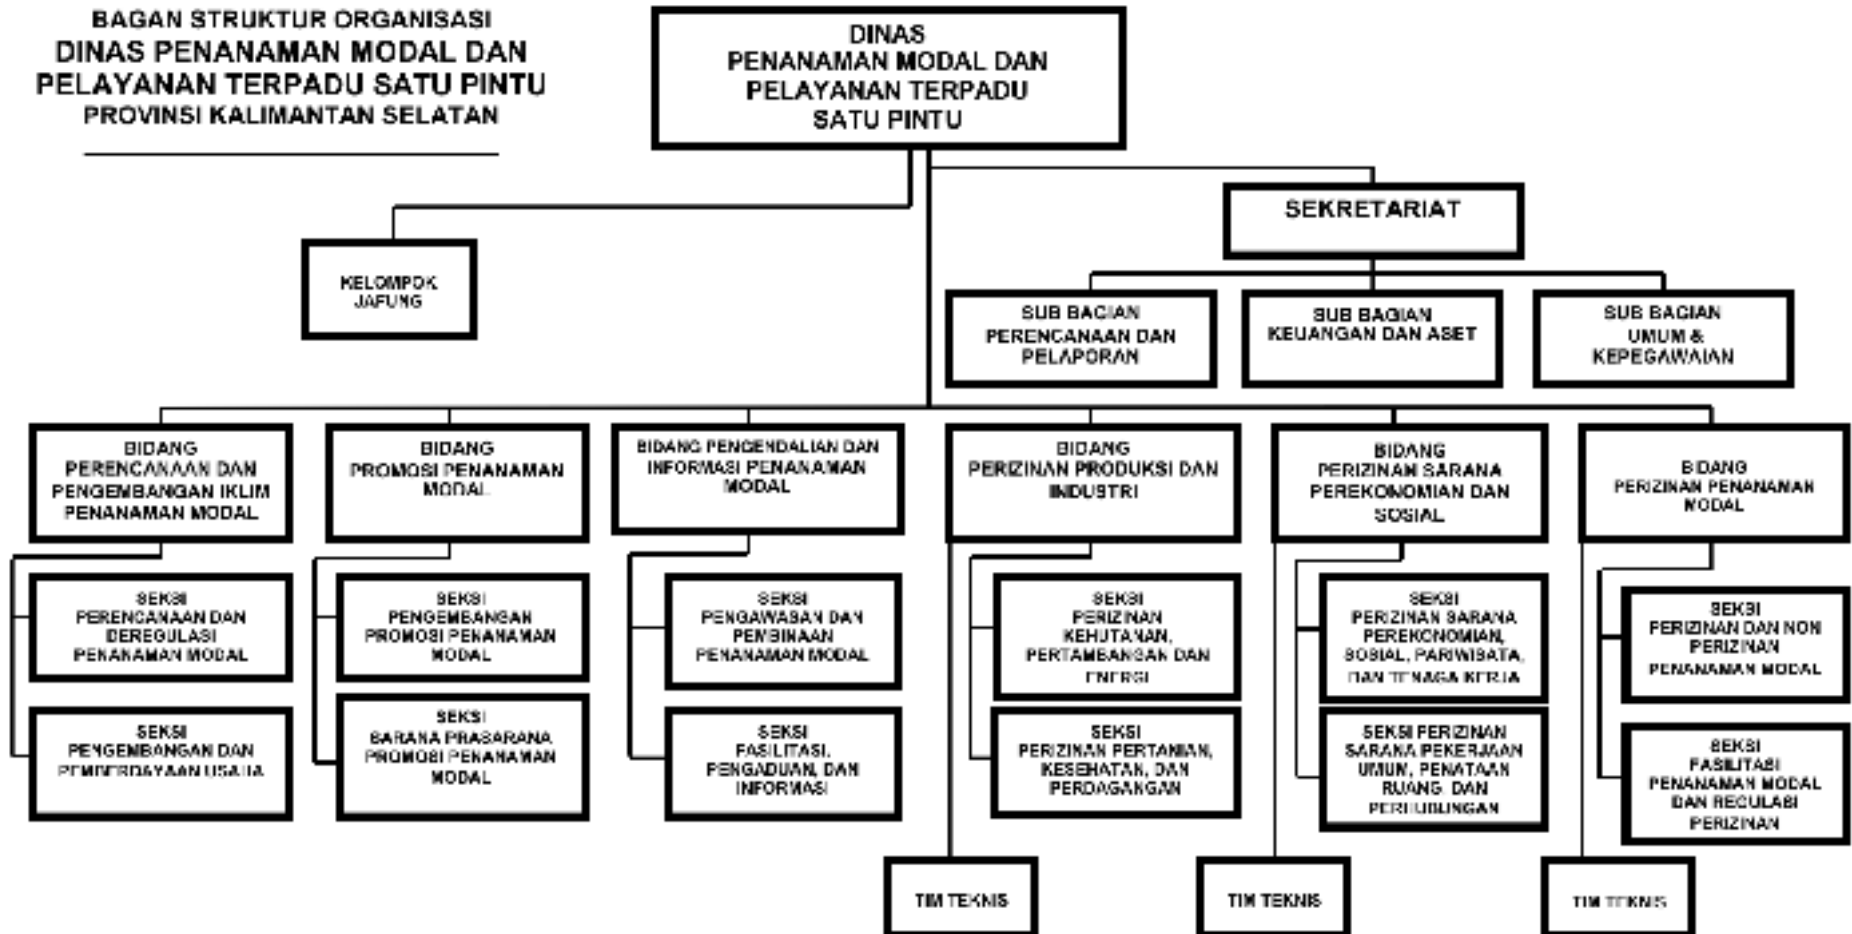 BAGAN STRUKTUR ORGANISASI
DINAS PENANAMAN MODAL DAN
PELAYANAN TERPADU SATU PINTU
PROVINSI KALIMANTAN SELATAN
DINAS
PENANAMAN MODAL DAN
PELAYANAN TERPADU
SATU PINTU
SEKRETARIAT
KELOMPOK
JAFUNG
SUB BAGIAN
PERENCANAAN DAN
PELAPORAN
SUB BAGIAN
KEUANGAN DAN ASET
SUB BAGIAN
UMUM &
KEPEGAWAIAN
BIDANG
PERENCANAAN DAN
PENGEMBANGAN IKLIM
PENANAMAN MODAL
BIDANG
PROMOSI PENANAMAN
MODAL
BIDANG PENGENDALIAN DAN
INFORMASI PENANAMAN
MODAL
BIDANG
PERIZINAN PRODUKSI DAN
INDUSTRI
BIDANG
PERIZINAN SARANA
PEREKONOMIAN DAN
SOSIAL
BIDANG
PERIZINAN PENANAMAN
MODAL
SEKSI
PERENCANAAN DAN
DEREGULASI
PENANAMAN MODAL
SEKSI
PENGEMBANGAN
PROMOSI PENANAMAN
MODAL
SEKSI
PENGAWASAN DAN
PEMBINAAN
PENANAMAN MODAL
SEKSI
PERIZINAN
KEHUTANAN,
PERTAMBANGAN DAN
ENERGI
SEKSI
PERIZINAN SARANA
PEREKONOMIAN,
SOSIAL, PARIWISATA,
DAN TENAGA KERJA
SEKSI
PERIZINAN DAN NON
PERIZINAN
PENANAMAN MODAL
SEKSI
PENGEMBANGAN DAN
PEMBERDAYAAN USAHA
SEKSI
SARANA PRASARANA
PROMOSI PENANAMAN
MODAL
SEKSI
FASILITASI,
PENGADUAN, DAN
INFORMASI
SEKSI
PERIZINAN PERTANIAN,
KESEHATAN, DAN
PERDAGANGAN
SEKSI PERIZINAN
SARANA PEKERJAAN
UMUM, PENATAAN
RUANG, DAN
PERHUBUNGAN
SEKSI
FASILITASI
PENANAMAN MODAL
DAN REGULASI
PERIZINAN
TIM TEKNIS
TIM TEKNIS
TIM TEKNIS